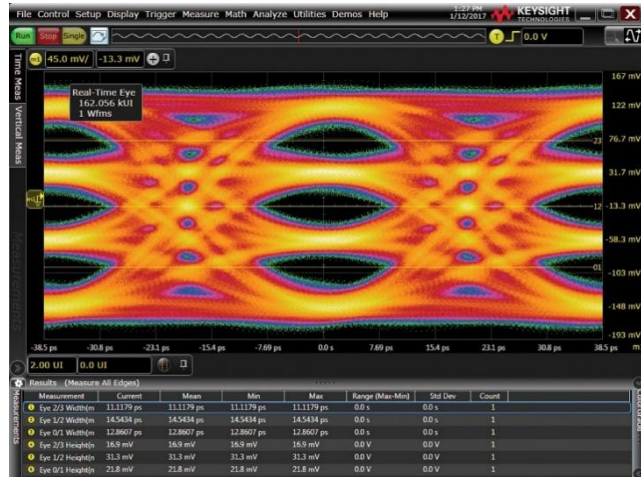 File Control Setup Display Trigger Measure Math Analyze Utilities Demos Help
1:27 PM
1/12/2017
KEYSIGHT
TECHNOLOGIES
Run Stop Single
T 0.0 V
Time Meas
Vertical Meas
m1 45.0 mV/ -13.3 mV
Real-Time Eye
162.056 kUI
1 Wfms
167 mV
122 mV
76.7 mV
31.7 mV
-13.3 mV
-58.3 mV
-103 mV
-148 mV
-193 mV
23
12
01
-38.5 ps -30.8 ps -23.1 ps -15.4 ps -7.69 ps 0.0 s 7.69 ps 15.4 ps 23.1 ps 30.8 ps 38.5 ps
2.00 UI 0.0 UI
Results (Measure All Edges)
Measurements
Measurement Current Mean Min Max Range (Max-Min) Std Dev Count
1 Eye 2/3 Width(m 11.1179 ps 11.1179 ps 11.1179 ps 11.1179 ps 0.0 s 0.0 s 1
2 Eye 1/2 Width(m 14.5434 ps 14.5434 ps 14.5434 ps 14.5434 ps 0.0 s 0.0 s 1
3 Eye 0/1 Width(m 12.8607 ps 12.8607 ps 12.8607 ps 12.8607 ps 0.0 s 0.0 s 1
4 Eye 2/3 Height(n 16.9 mV 16.9 mV 16.9 mV 16.9 mV 0.0 V 0.0 V 1
5 Eye 1/2 Height(n 31.3 mV 31.3 mV 31.3 mV 31.3 mV 0.0 V 0.0 V 1
6 Eye 0/1 Height(n 21.8 mV 21.8 mV 21.8 mV 21.8 mV 0.0 V 0.0 V 1